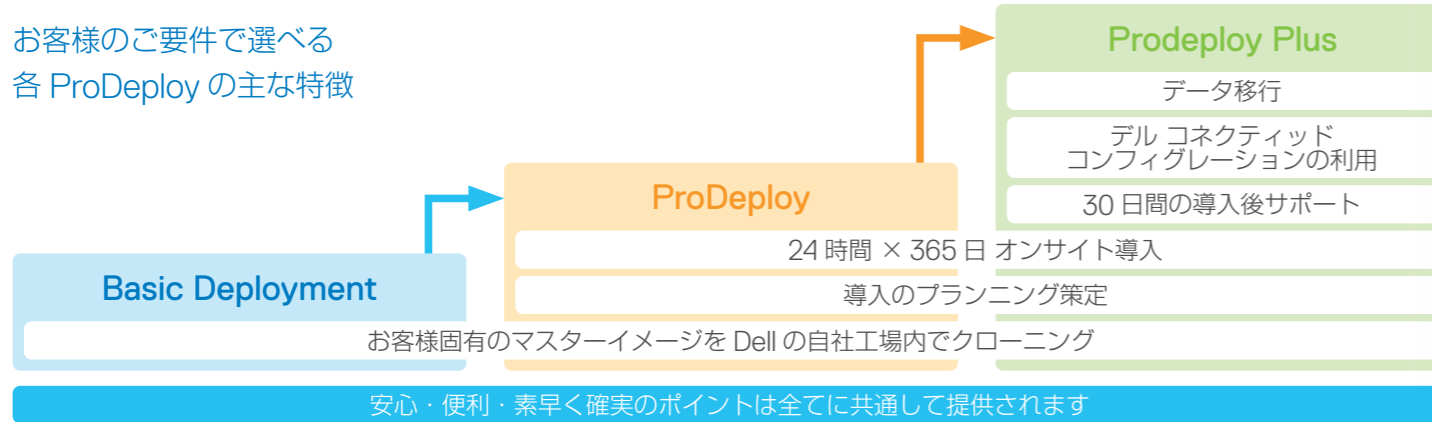 お客様のご要件で選べる
各 ProDeploy の主な特徴
Prodeploy Plus
データ移行
デル コネクティッド
コンフィグレーションの利用
30 日間の導入後サポート
ProDeploy
24 時間 × 365 日 オンサイト導入
導入のプランニング策定
Basic Deployment
お客様固有のマスターイメージを Dell の自社工場内でクローニング
安心・便利・素早く確実のポイントは全てに共通して提供されます